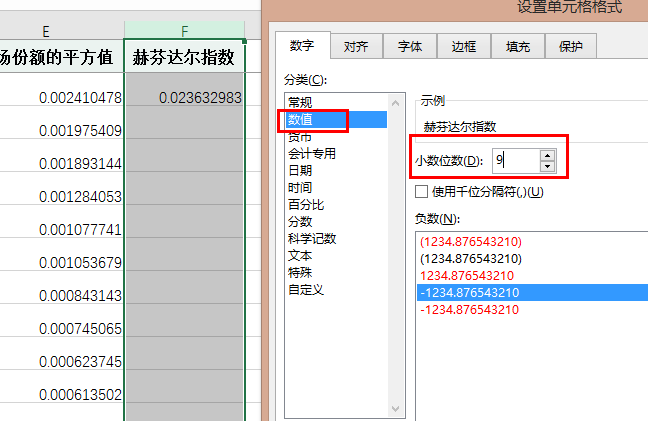 设置单元格格式
E F
场份额的平方值 赫芬达尔指数
0.002410478 0.023632983
0.001975409
0.001893144
0.001284053
0.001077741
0.001053679
0.000843143
0.000745065
0.000623745
0.000613502
数字 对齐 字体 边框 填充 保护
分类(C):
常规
数值
货币
会计专用
日期
时间
百分比
分数
科学记数
文本
特殊
自定义
示例
赫芬达尔指数
小数位数(D): 9
使用千位分隔符(,)(U)
负数(N):
(1234.876543210)
(1234.876543210)
1234.876543210
-1234.876543210
-1234.876543210